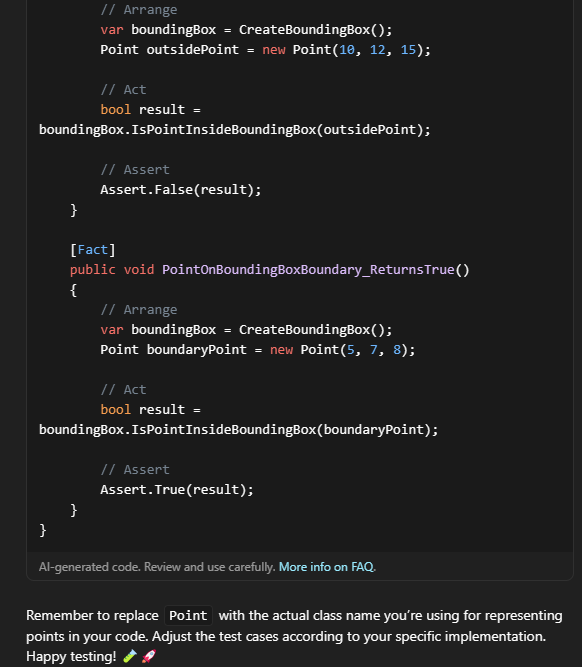 // Arrange
var boundingBox = CreateBoundingBox();
Point outsidePoint = new Point(10, 12, 15);
// Act
bool result =
boundingBox.IsPointInsideBoundingBox(outsidePoint);
// Assert
Assert.False(result);
}
[Fact]
public void PointOnBoundingBoxBoundary_ReturnsTrue()
{
// Arrange
var boundingBox = CreateBoundingBox();
Point boundaryPoint = new Point(5, 7, 8);
// Act
bool result =
boundingBox.IsPointInsideBoundingBox(boundaryPoint);
// Assert
Assert.True(result);
}
}
AI-generated code. Review and use carefully. More info on FAQ.
Remember to replace Point with the actual class name you’re using for representing
points in your code. Adjust the test cases according to your specific implementation.
Happy testing! 🧪🚀